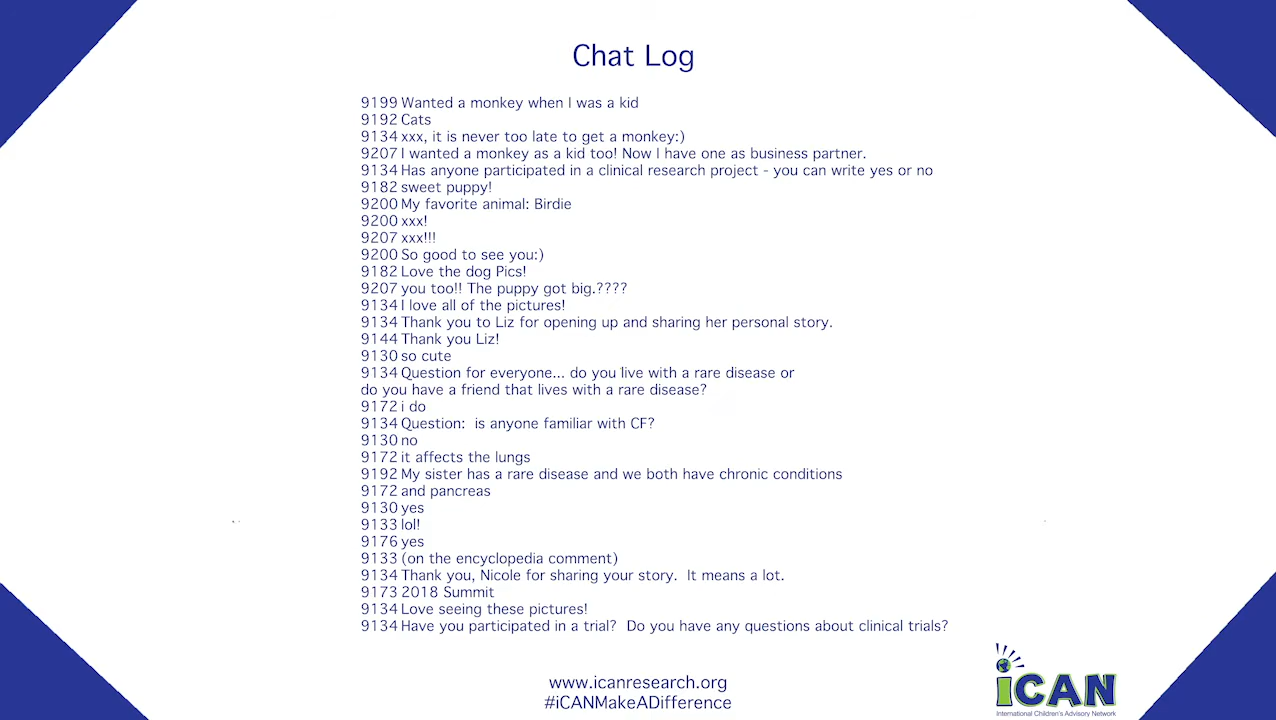 Chat Log
9199 Wanted a monkey when I was a kid
9192 Cats
9134 xxx, it is never too late to get a monkey:)
9207 I wanted a monkey as a kid too! Now I have one as business partner.
9134 Has anyone participated in a clinical research project - you can write yes or no
9182 sweet puppy!
9200 My favorite animal: Birdie
9200 xxx!
9207 xxx!!!
9200 So good to see you:)
9182 Love the dog Pics!
9207 you too!! The puppy got big.????
9134 I love all of the pictures!
9134 Thank you to Liz for opening up and sharing her personal story.
9144 Thank you Liz!
9130 so cute
9134 Question for everyone... do you live with a rare disease or
do you have a friend that lives with a rare disease?
9172 i do
9134 Question:  is anyone familiar with CF?
9130 no
9172 it affects the lungs
9192 My sister has a rare disease and we both have chronic conditions
9172 and pancreas
9130 yes
9133 lol!
9176 yes
9133 (on the encyclopedia comment)
9134 Thank you, Nicole for sharing your story.  It means a lot.
9173 2018 Summit
9134 Love seeing these pictures!
9134 Have you participated in a trial?  Do you have any questions about clinical trials?
www.icanresearch.org
#iCANMakeADifference
iCAN
International Children's Advisory Network